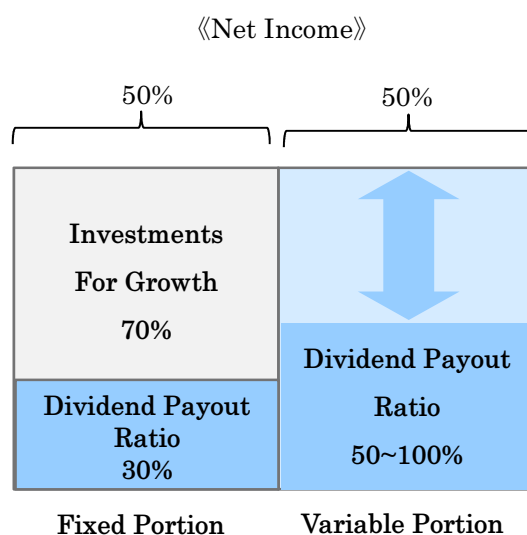 《Net Income》
50%
50%
Investments
For Growth
70%
Dividend Payout
Ratio
30%
Dividend Payout
Ratio
50~100%
Fixed Portion
Variable Portion